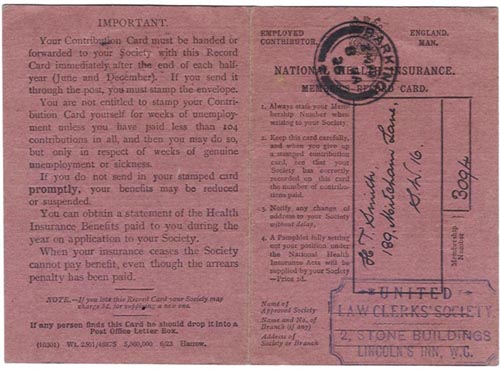 IMPORTANT.
Your Contribution Card must be handed or
forwarded to your Society with this Record
Card immediately after the end of each half-
year (June and December). If you send it
through the post, you must stamp the envelope.
You are not entitled to stamp your Contri-
bution Card yourself for weeks of unemploy-
ment unless you have paid less than 104
contributions in all, and then you may do so,
but only in respect of weeks of genuine
unemployment or sickness.
If you do not send in your stamped card
promptly, your benefits may be reduced
or suspended.
You can obtain a statement of the Health
Insurance Benefits paid to you during the
year on application to your Society.
When your insurance ceases the Society
cannot pay benefit, even though the arrears
penalty has been paid.
NOTE.—If you lose this Record Card your Society may
charge 3d. for supplying a new one.
If any person finds this Card he should drop it into a
Post Office Letter Box.
5,000,000 6/23 Harrow.
EMPLOYED
CONTRIBUTOR.
ENGLAND.
MAN.
NATIONAL HEALTH INSURANCE.
MEMBER'S RECORD CARD.
1. Always state your Mem-
bership Number when
writing to your Society.
2. Keep this card carefully,
and when you give up
a stamped contribution
card, see that your
Society has correctly
recorded on this card
the number of contribu-
tions paid.
3. Notify any change of
address to your Society
without delay.
4. A Pamphlet fully setting
out your position under
the National Health
Insurance Acts will be
supplied by your Society
—Price 2d.
H. T. Smith
Lane.
S.W. 16.
Membership
Number
3094
Name of
Approved Society
Name and No. of
Branch (if any)
Address of
Society or Branch
UNITED
LAW CLERKS' SOCIETY
2, STONE BUILDINGS
LINCOLN'S INN, W.C.